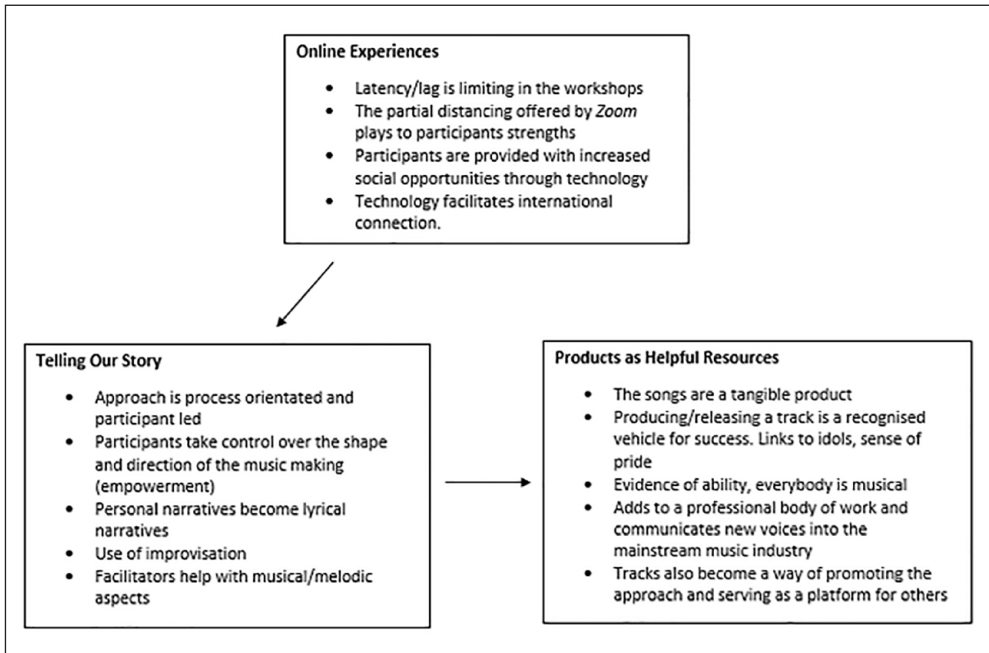 Online Experiences
• Latency/lag is limiting in the workshops
• The partial distancing offered by Zoom
plays to participants strengths
• Participants are provided with increased
social opportunities through technology
• Technology facilitates international
connection.
Telling Our Story
• Approach is process orientated and
participant led
• Participants take control over the shape
and direction of the music making
(empowerment)
• Personal narratives become lyrical
narratives
• Use of improvisation
• Facilitators help with musical/melodic
aspects
Products as Helpful Resources
• The songs are a tangible product
• Producing/releasing a track is a recognised
vehicle for success. Links to idols, sense of
pride
• Evidence of ability, everybody is musical
• Adds to a professional body of work and
communicates new voices into the
mainstream music industry
• Tracks also become a way of promoting the
approach and serving as a platform for others